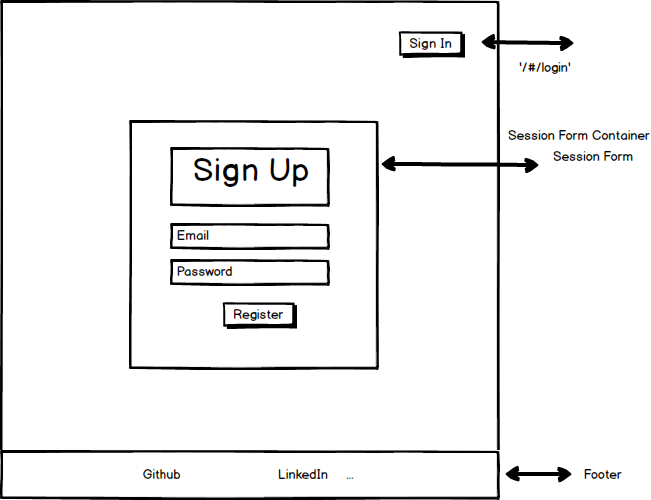 Sign In
'/#/login'
Session Form Container
Session Form
Sign Up
Email
Password
Register
Github LinkedIn ... Footer